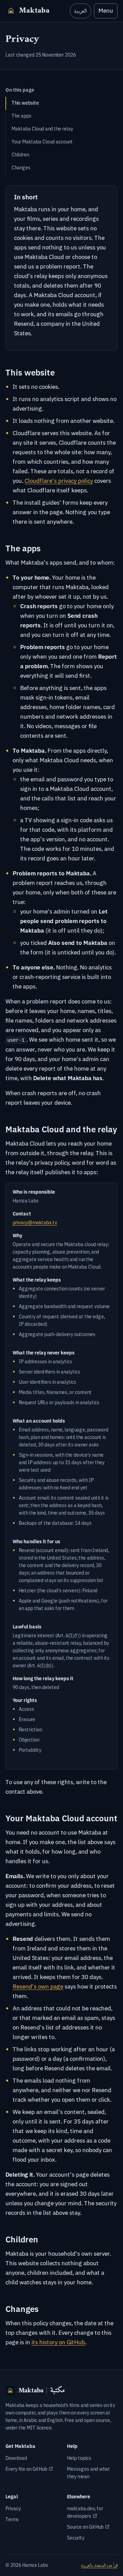 Maktaba
العربية
Menu
Privacy
Last changed 25 November 2026
On this page
This website
The apps
Maktaba Cloud and the relay
Your Maktaba Cloud account
Children
Changes
In short
Maktaba runs in your home, and
your films, series and recordings
stay there. This website sets no
cookies and counts no visitors. The
apps send nothing to us unless you
use Maktaba Cloud or choose to
send us a problem report. The
cloud's relay keeps only anonymous
totals, and deletes them after 90
days. A Maktaba Cloud account, if
you make one, holds what it needs
to work, and its emails go through
Resend, a company in the United
States.
This website
It sets no cookies.
It runs no analytics script and shows no
advertising.
It loads nothing from another website.
Cloudflare serves this website. As for
any site it serves, Cloudflare counts the
requests to it: how many there were,
from which countries, and how many
failed. These are totals, not a record of
you. Cloudflare's privacy policy covers
what Cloudflare itself keeps.
The install guides' forms keep every
answer in the page. Nothing you type
there is sent anywhere.
The apps
What Maktaba's apps send, and to whom:
To your home. Your home is the
computer that runs Maktaba, looked
after by whoever set it up, not by us.
Crash reports go to your home only
when you turn on Send crash
reports. It is off until you turn it on,
and you can turn it off at any time.
Problem reports go to your home
only when you send one from Report
a problem. The form shows you
everything it will send first.
Before anything is sent, the apps
mask sign-in tokens, email
addresses, home folder names, card
numbers and network addresses in
it. No videos, messages or file
contents are sent.
To Maktaba. From the apps directly,
only what Maktaba Cloud needs, when
you use it:
the email and password you type to
sign in to a Maktaba Cloud account,
and the calls that list and reach your
homes;
a TV showing a sign-in code asks us
for that code, with its platform and
the app's version, and no account.
The code works for 10 minutes, and
its record goes an hour later.
Problem reports to Maktaba. A
problem report reaches us, through
your home, only when both of these are
true:
your home's admin turned on Let
people send problem reports to
Maktaba (it is off until they do);
you ticked Also send to Maktaba on
the form (it is off until you tick it).
To anyone else. Nothing. No analytics
or crash-reporting service is built into
the apps.
When a problem report goes to us:
before it leaves your home, names, titles,
file names, folders and web addresses are
removed, and people appear only as
user-1. Where which home sent it, so we
can answer, never who you are. We keep it
for 90 days, and your home's admin can
delete every report of the home at any
time, with Delete what Maktaba has.
When crash reports are off, no crash
report leaves your device.
Maktaba Cloud and the relay
Maktaba Cloud lets you reach your home
from outside it, through the relay. This is
the relay's privacy policy, word for word as
the relay itself publishes it to apps:
Who is responsible
Hamza Labs
Contact
privacy@maktaba.tv
Why
Operate and secure the Maktaba cloud relay:
capacity planning, abuse prevention, and
aggregate service health, and sign the
accounts people make on Maktaba Cloud.
What the relay keeps
Aggregate connection counts (no server
identity)
Aggregate bandwidth and request volume
Country of request (derived at the edge,
IP discarded)
Aggregate push-delivery outcomes
What the relay never keeps
IP addresses in analytics
Server identifiers in analytics
User identifiers in analytics
Media titles, filenames, or content
Request URLs or payloads in analytics
What an account holds
Email address, name, language, password
hash, plan and homes: until the account is
deleted, 30 days after its owner asks
Sign-in sessions, with the device's name
and IP address: up to 31 days after they
were last used
Security and abuse records, with IP
addresses: with no fixed end yet
Account email: its content sealed until it is
sent, then the address as a keyed hash,
with the kind, time and outcome, 35 days
Backups of the database: 14 days
Who handles it for us
Resend (account email): sent from Ireland,
stored in the United States; the address,
the content and the delivery record, 30
days; an address that bounced or
complained stays on its suppression list
Hetzner (the cloud's servers): Finland
Apple and Google (push notifications), for
an app that asks for them
Lawful basis
Legitimate interest (Art. 6(1)(f)) in operating
a reliable, abuse-resistant relay, balanced by
collecting only anonymous aggregates; for
an account and its email, the contract with its
owner (Art. 6(1)(b)).
How long the relay keeps it
90 days, then deleted
Your rights
Access
Erasure
Restriction
Objection
Portability
To use any of these rights, write to the
contact above.
Your Maktaba Cloud account
You need no account to use Maktaba at
home. If you make one, the list above says
what it holds, for how long, and who
handles it for us.
Emails. We write to you only about your
account: to confirm your address, to reset
your password, when someone tries to
sign up with your address, and about
payments and limits. We send no
advertising.
Resend delivers them. It sends them
from Ireland and stores them in the
United States: your email address, the
email itself with its link, and whether it
arrived. It keeps them for 30 days.
Resend's own page says how it protects
them.
An address that could not be reached,
or that marked an email as spam, stays
on Resend's list of addresses it no
longer writes to.
The links stop working after an hour (a
password) or a day (a confirmation),
long before Resend deletes the email.
The emails load nothing from
anywhere, and neither we nor Resend
track whether you open them or click.
We keep an email's content, sealed,
only until it is sent. For 35 days after
that we keep its kind, time and
outcome, with your address as a code
made with a secret key, so nobody can
flood your inbox.
Deleting it. Your account's page deletes
the account: you are signed out
everywhere, and it is erased 30 days later
unless you change your mind. The security
records in the list above stay.
Children
Maktaba is your household's own server.
This website collects nothing about
anyone, children included, and what a
child watches stays in your home.
Changes
When this policy changes, the date at the
top changes with it. Every change to this
page is in its history on GitHub.
Maktaba مكتبة
Maktaba keeps a household's films and series on its
own computer, and plays them on every screen at
home, in Arabic and English. Free and open source,
under the MIT licence.
Get Maktaba
Download
Every file on GitHub
Help
Help topics
Messages and what
they mean
Legal
Privacy
Terms
Elsewhere
maktaba.dev, for
developers
Source on GitHub
Security
© 2026 Hamza Labs